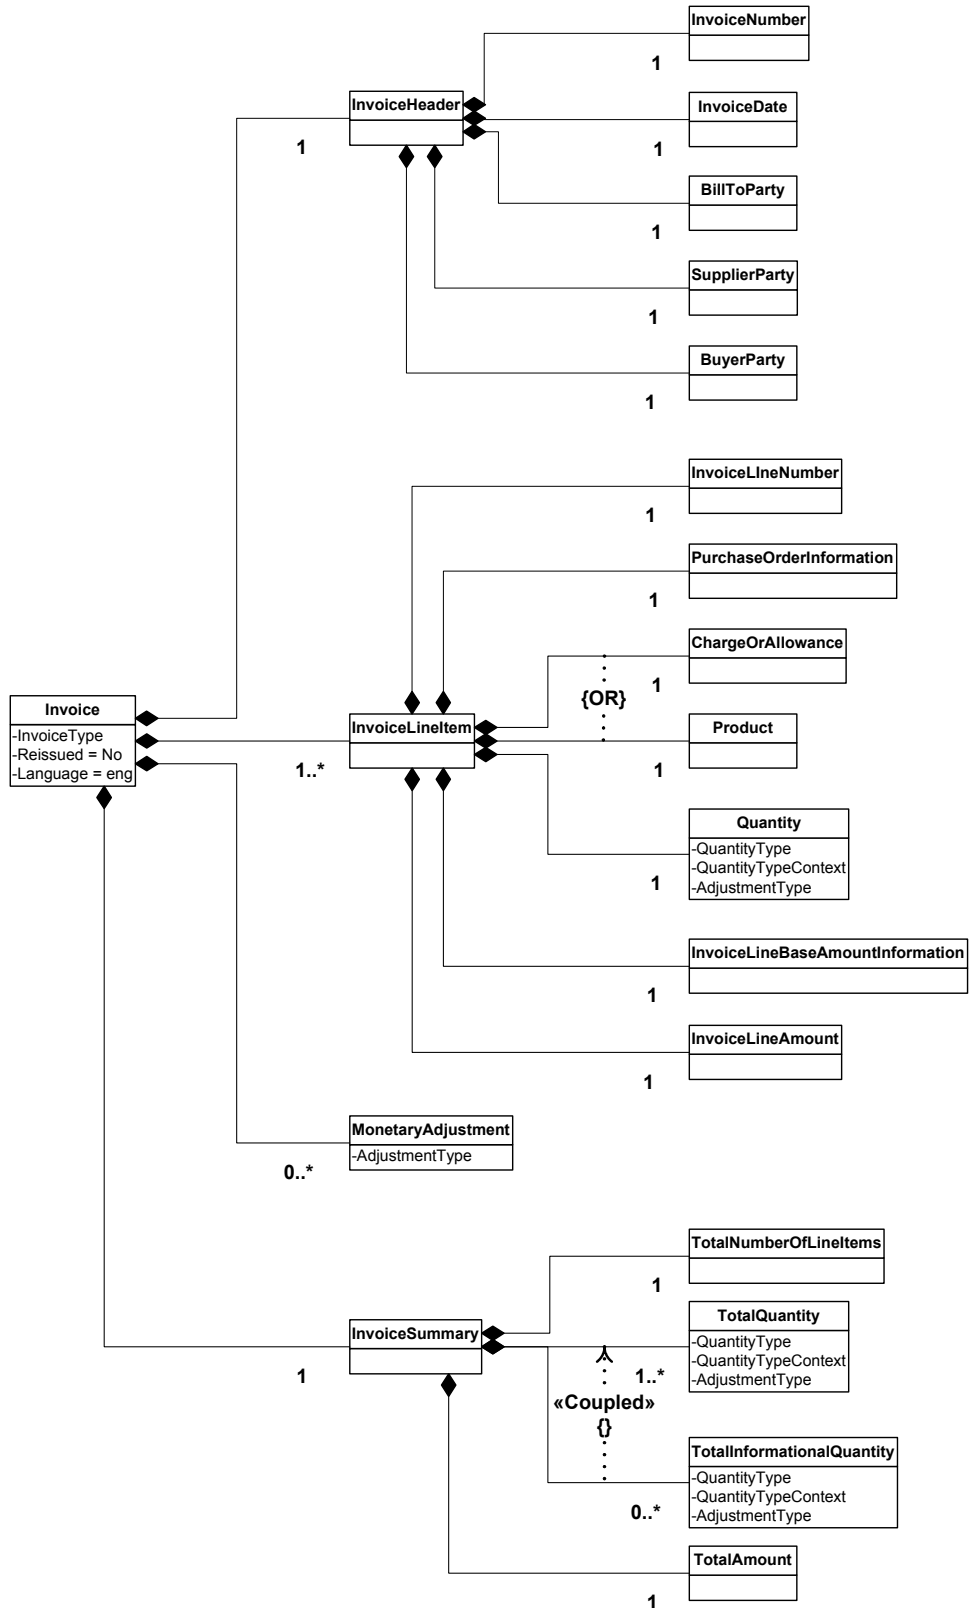 InvoiceNumber
1
InvoiceHeader
1
InvoiceDate
1
BillToParty
1
SupplierParty
1
BuyerParty
1
InvoiceLIneNumber
1
PurchaseOrderInformation
1
ChargeOrAllowance
1
{OR}
Invoice
-InvoiceType
-Reissued = No
-Language = eng
InvoiceLineItem
1..*
Product
1
Quantity
-QuantityType
-QuantityTypeContext
-AdjustmentType
1
InvoiceLineBaseAmountInformation
1
InvoiceLineAmount
1
MonetaryAdjustment
-AdjustmentType
0..*
TotalNumberOfLineItems
1
InvoiceSummary
1
TotalQuantity
-QuantityType
-QuantityTypeContext
-AdjustmentType
1..*
«Coupled»
{}
TotalInformationalQuantity
-QuantityType
-QuantityTypeContext
-AdjustmentType
0..*
TotalAmount
1